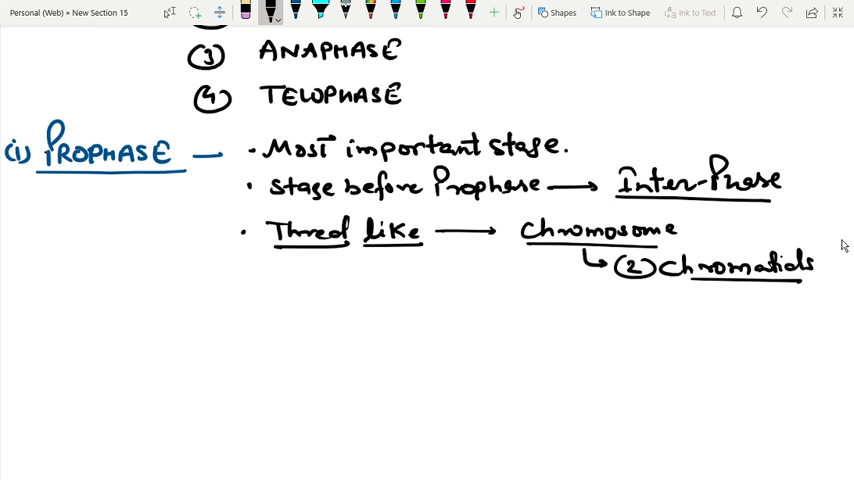 Personal (Web) » New Section 15
Shapes
Ink to Shape
Ink to Text
(3) ANAPHASE
(4) TELOPHASE
(i) PROPHASE — • Most important stage.
• Stage before Prophase → Inter-Phase
• Thread like → Chromosome
↳ (2) Chromatids